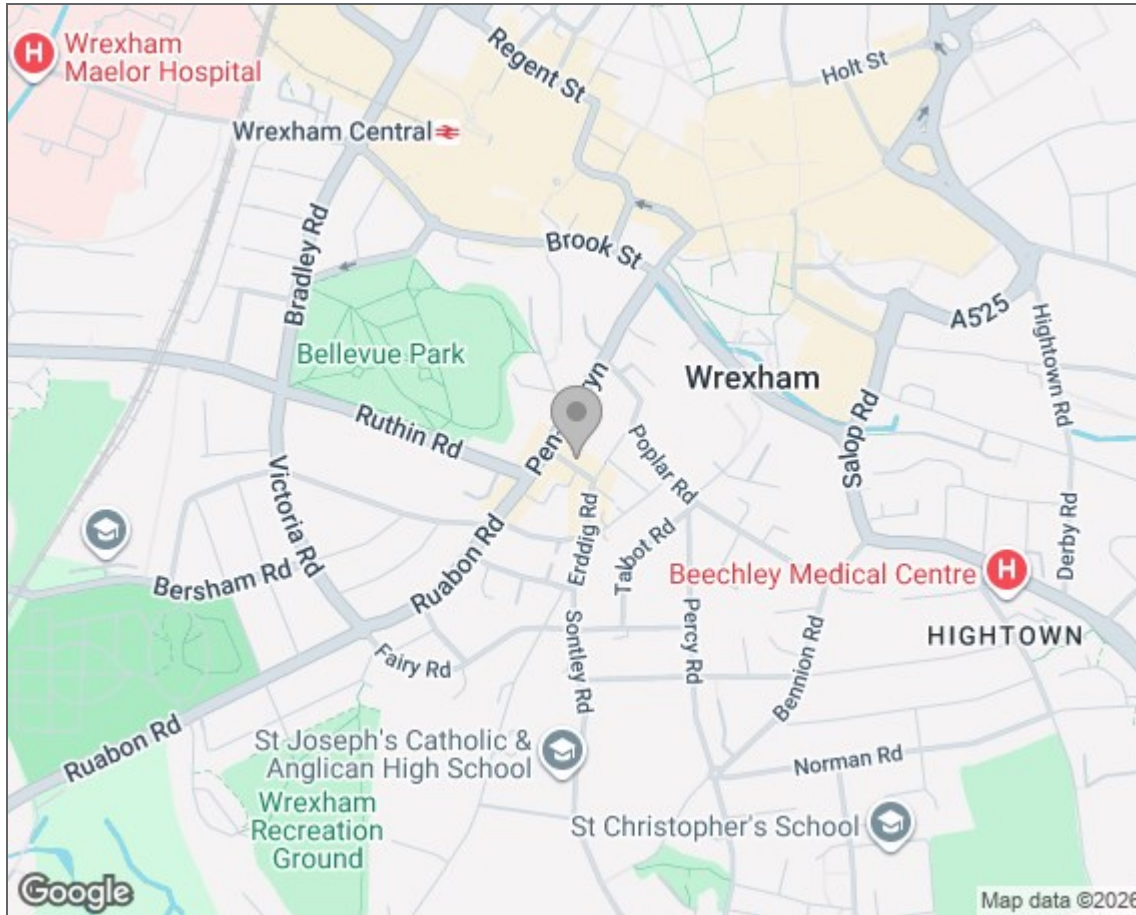 Wrexham
Maelor Hospital
Regent St
Holt St
Wrexham Central
Bradley Rd
Brook St
A525
Hightown Rd
Bellevue Park
Wrexham
Ruthin Rd
Salop Rd
Poplar Rd
Victoria Rd
Erddig Rd
Talbot Rd
Derby Rd
Bersham Rd
Ruabon Rd
Beechley Medical Centre
Percy Rd
HIGHTOWN
Sontley Rd
Fairy Rd
Bennion Rd
Ruabon Rd
St Joseph's Catholic &
Anglican High School
Norman Rd
Wrexham
Recreation
Ground
St Christopher's School
Google
Map data ©2026